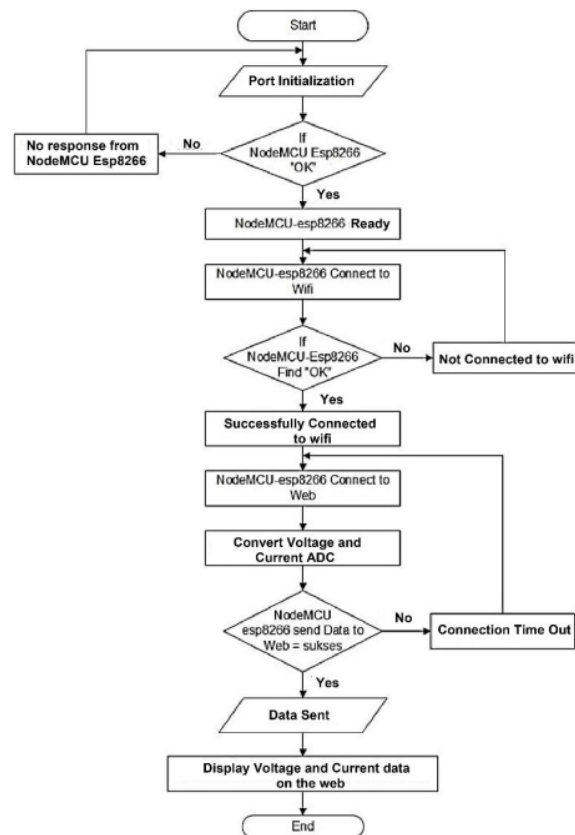 Start
Port Initialization
If
NodeMCU Esp8266
"OK"
No
No response from
NodeMCU Esp8266
Yes
NodeMCU-esp8266 Ready
NodeMCU-esp8266 Connect to
Wifi
If
NodeMCU-Esp8266
Find "OK"
No
Not Connected to wifi
Yes
Successfully Connected
to wifi
NodeMCU-esp8266 Connect to
Web
Convert Voltage and
Current ADC
NodeMCU
esp8266 send Data to
Web = sukses
No
Connection Time Out
Yes
Data Sent
Display Voltage and Current data
on the web
End